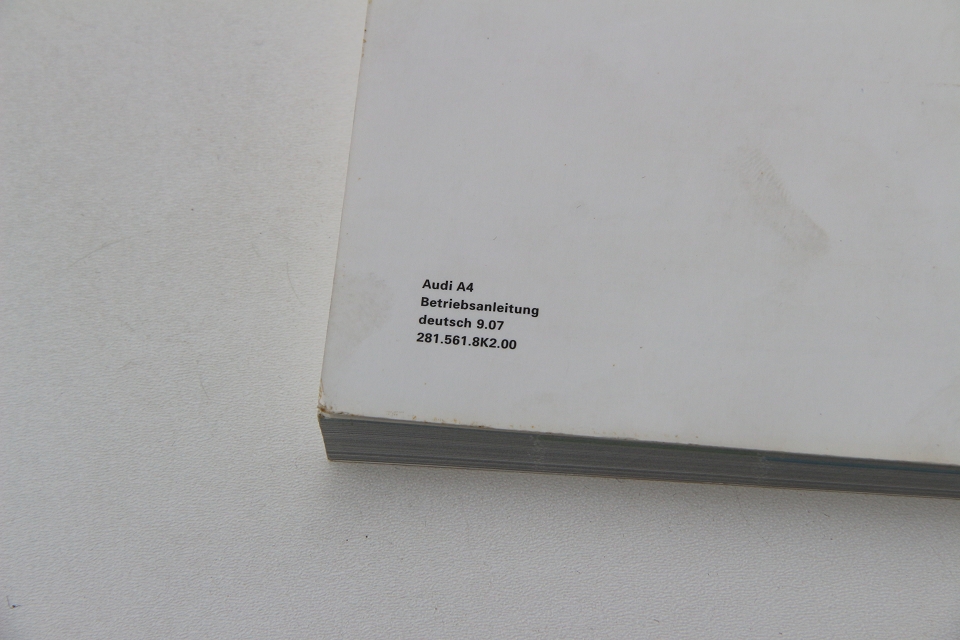 Audi A4
Betriebsanleitung
deutsch 9.07
281.561.8K2.00